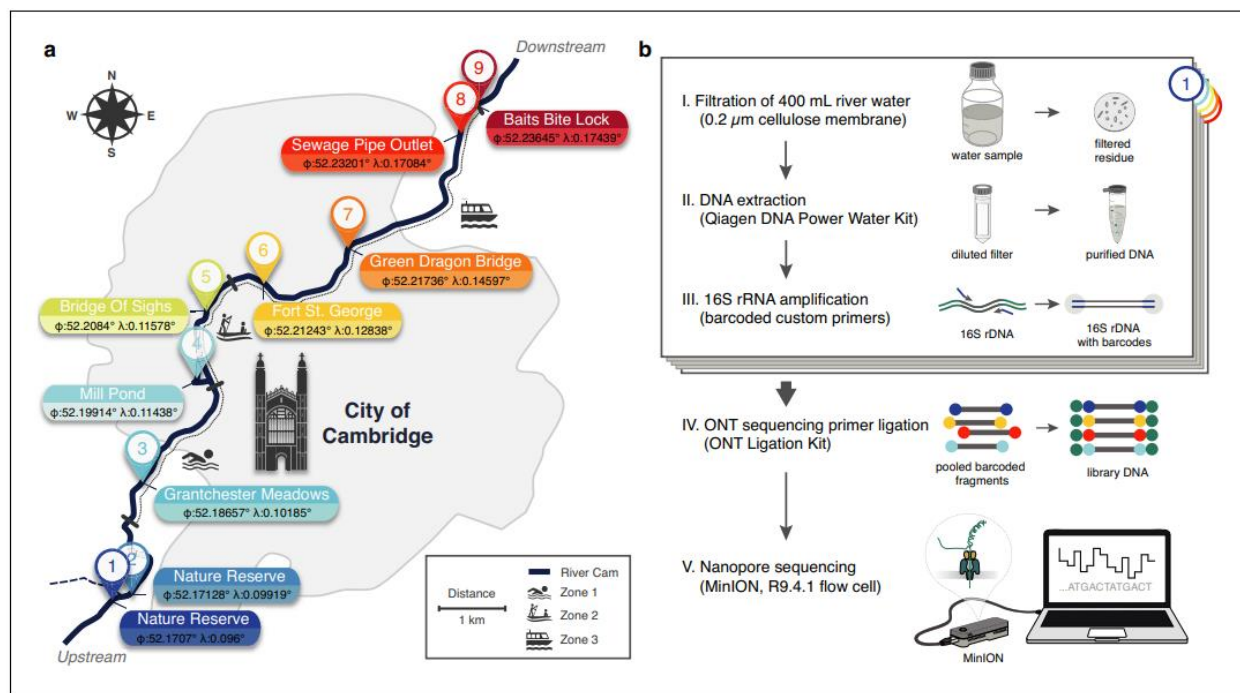 a
Downstream
N
W
E
S
9
8
Baits Bite Lock
φ:52.23645° λ:0.17439°
Sewage Pipe Outlet
φ:52.23201° λ:0.17084°
7
6
Green Dragon Bridge
φ:52.21736° λ:0.14597°
5
Bridge Of Sighs
φ:52.2084° λ:0.11578°
Fort St. George
φ:52.21243° λ:0.12838°
4
Mill Pond
φ:52.19914° λ:0.11438°
City of
Cambridge
3
Grantchester Meadows
φ:52.18657° λ:0.10185°
1
2
Nature Reserve
φ:52.17128° λ:0.09919°
Nature Reserve
φ:52.1707° λ:0.096°
Upstream
Distance
1 km
River Cam
Zone 1
Zone 2
Zone 3
b
1
I. Filtration of 400 mL river water
(0.2 µm cellulose membrane)
water sample
filtered
residue
II. DNA extraction
(Qiagen DNA Power Water Kit)
diluted filter
purified DNA
III. 16S rRNA amplification
(barcoded custom primers)
16S rDNA
16S rDNA
with barcodes
IV. ONT sequencing primer ligation
(ONT Ligation Kit)
pooled barcoded
fragments
library DNA
V. Nanopore sequencing
(MinION, R9.4.1 flow cell)
...ATGACTATGACT
MinION